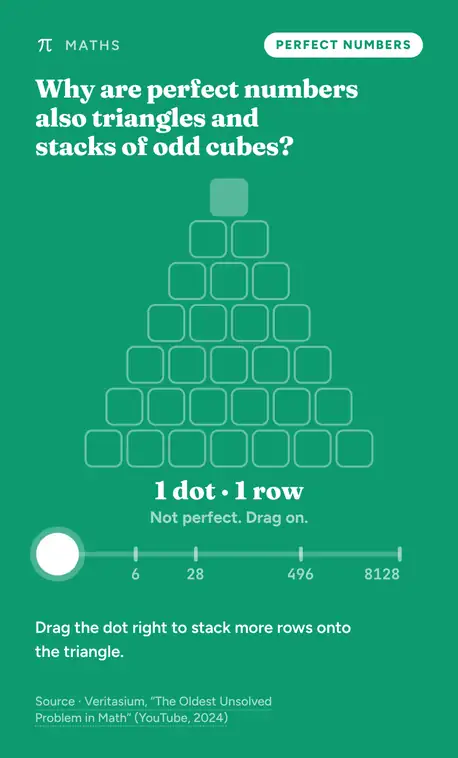 π MATHS
PERFECT NUMBERS
Why are perfect numbers
also triangles and
stacks of odd cubes?
1 dot · 1 row
Not perfect. Drag on.
6 28 496 8128
Drag the dot right to stack more rows onto
the triangle.
Source · Veritasium, "The Oldest Unsolved
Problem in Math" (YouTube, 2024)